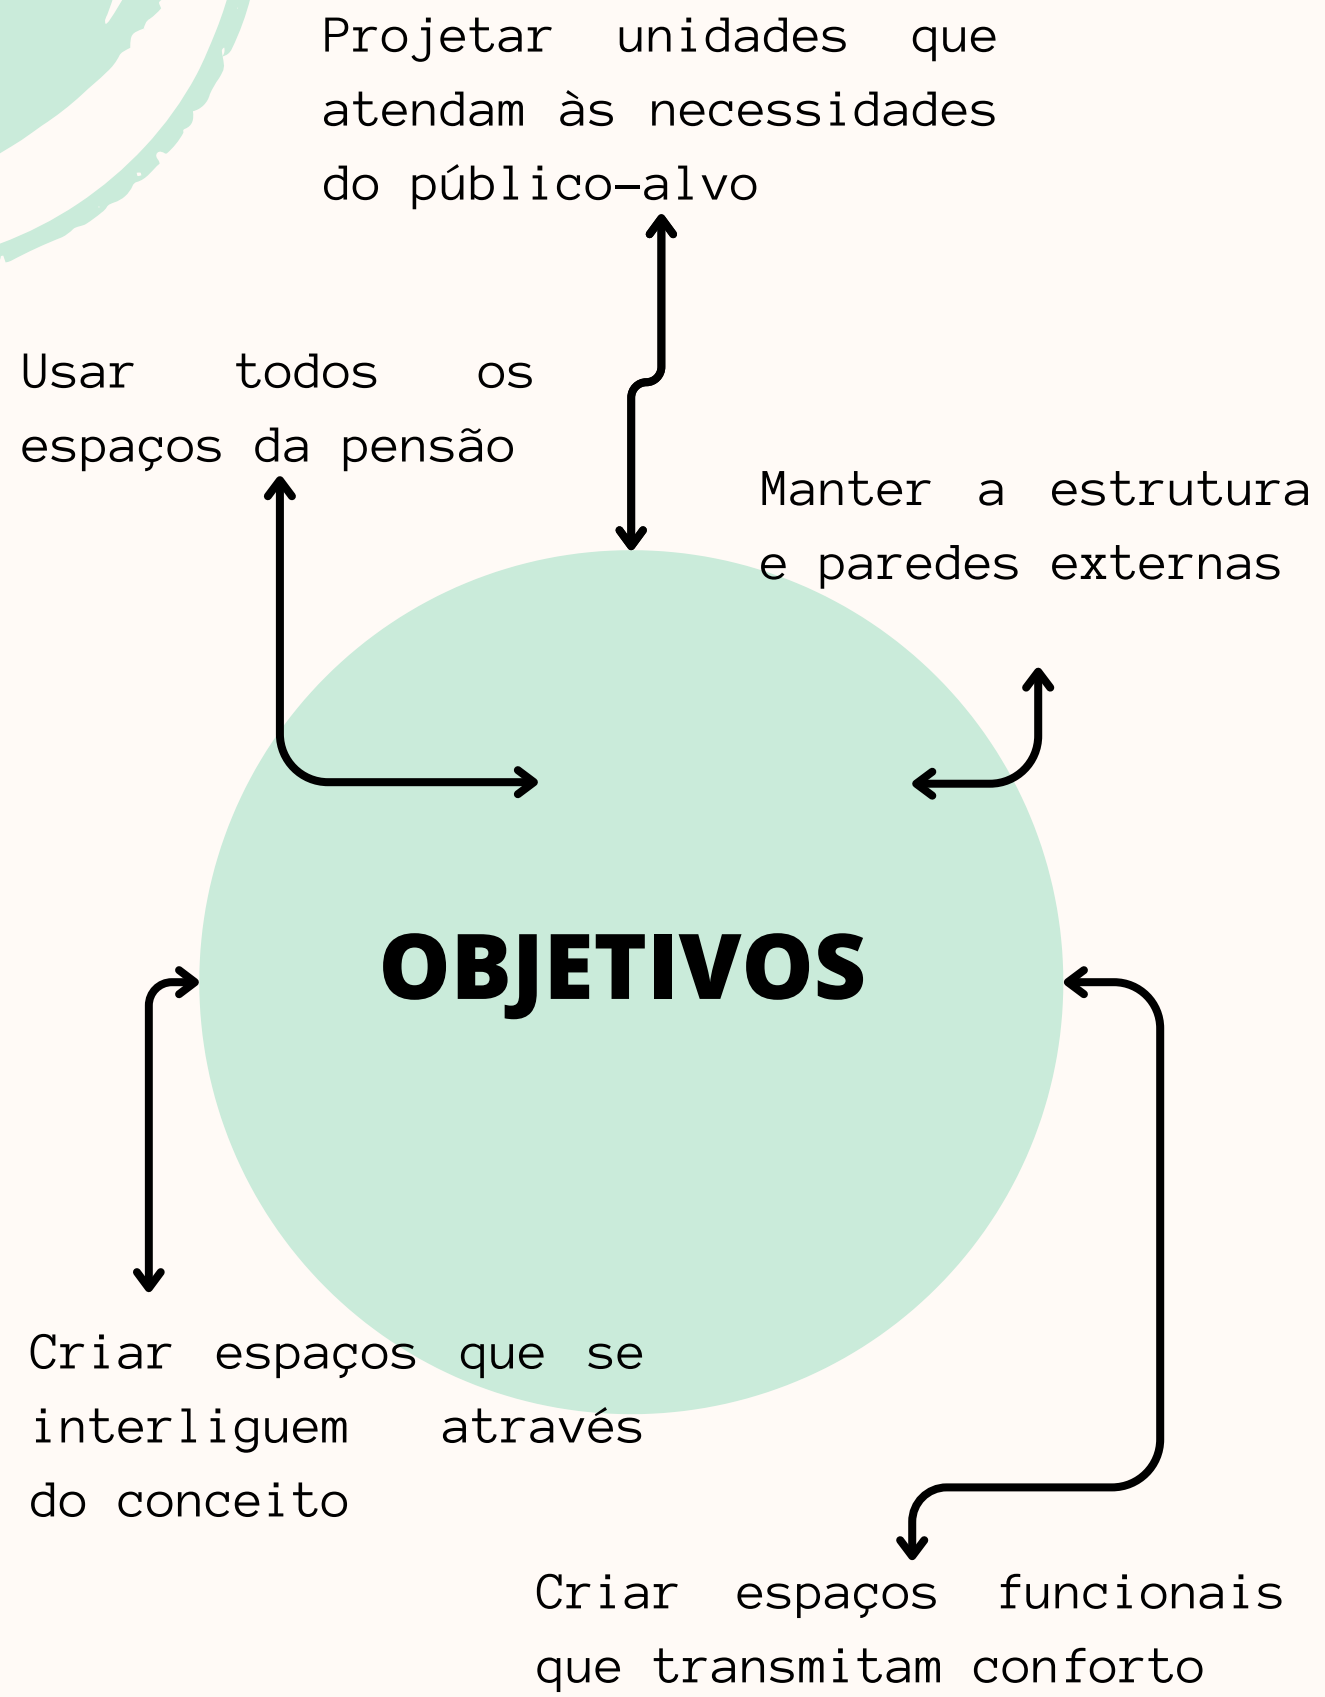 Projetar unidades que
atendam às necessidades
do público-alvo
Usar todos os
espaços da pensão
Manter a estrutura
e paredes externas
OBJETIVOS
Criar espaços que se
interliguem através
do conceito
Criar espaços funcionais
que transmitam conforto